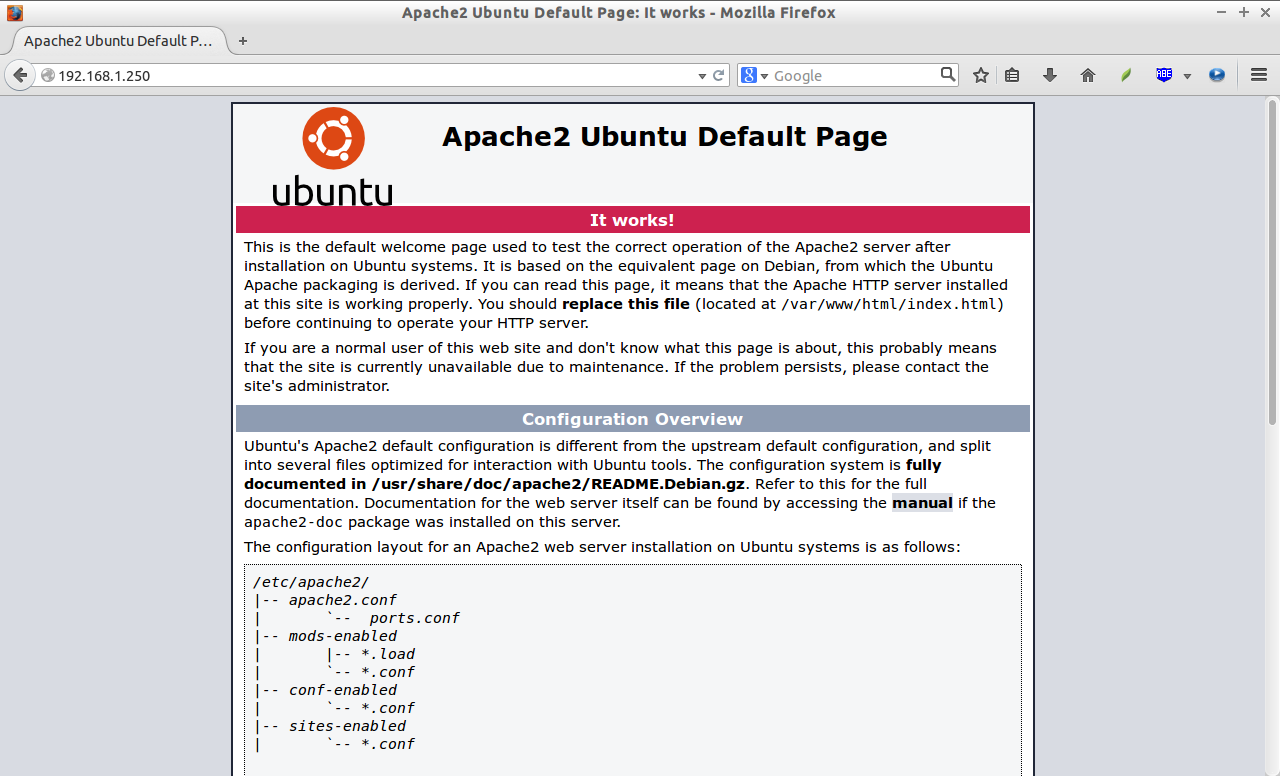 Apache2 Ubuntu Default Page: It works - Mozilla Firefox
Apache2 Ubuntu Default P...
192.168.1.250
8
Google
ABE
Apache2 Ubuntu Default Page
ubuntu
It works!
This is the default welcome page used to test the correct operation of the Apache2 server after
installation on Ubuntu systems. It is based on the equivalent page on Debian, from which the Ubuntu
Apache packaging is derived. If you can read this page, it means that the Apache HTTP server installed
at this site is working properly. You should replace this file (located at /var/www/html/index.html)
before continuing to operate your HTTP server.
If you are a normal user of this web site and don't know what this page is about, this probably means
that the site is currently unavailable due to maintenance. If the problem persists, please contact the
site's administrator.
Configuration Overview
Ubuntu's Apache2 default configuration is different from the upstream default configuration, and split
into several files optimized for interaction with Ubuntu tools. The configuration system is fully
documented in /usr/share/doc/apache2/README.Debian.gz. Refer to this for the full
documentation. Documentation for the web server itself can be found by accessing the manual if the
apache2-doc package was installed on this server.
The configuration layout for an Apache2 web server installation on Ubuntu systems is as follows:
/etc/apache2/
|-- apache2.conf
|       `--  ports.conf
|-- mods-enabled
|       |-- *.load
|       `-- *.conf
|-- conf-enabled
|       `-- *.conf
|-- sites-enabled
|       `-- *.conf